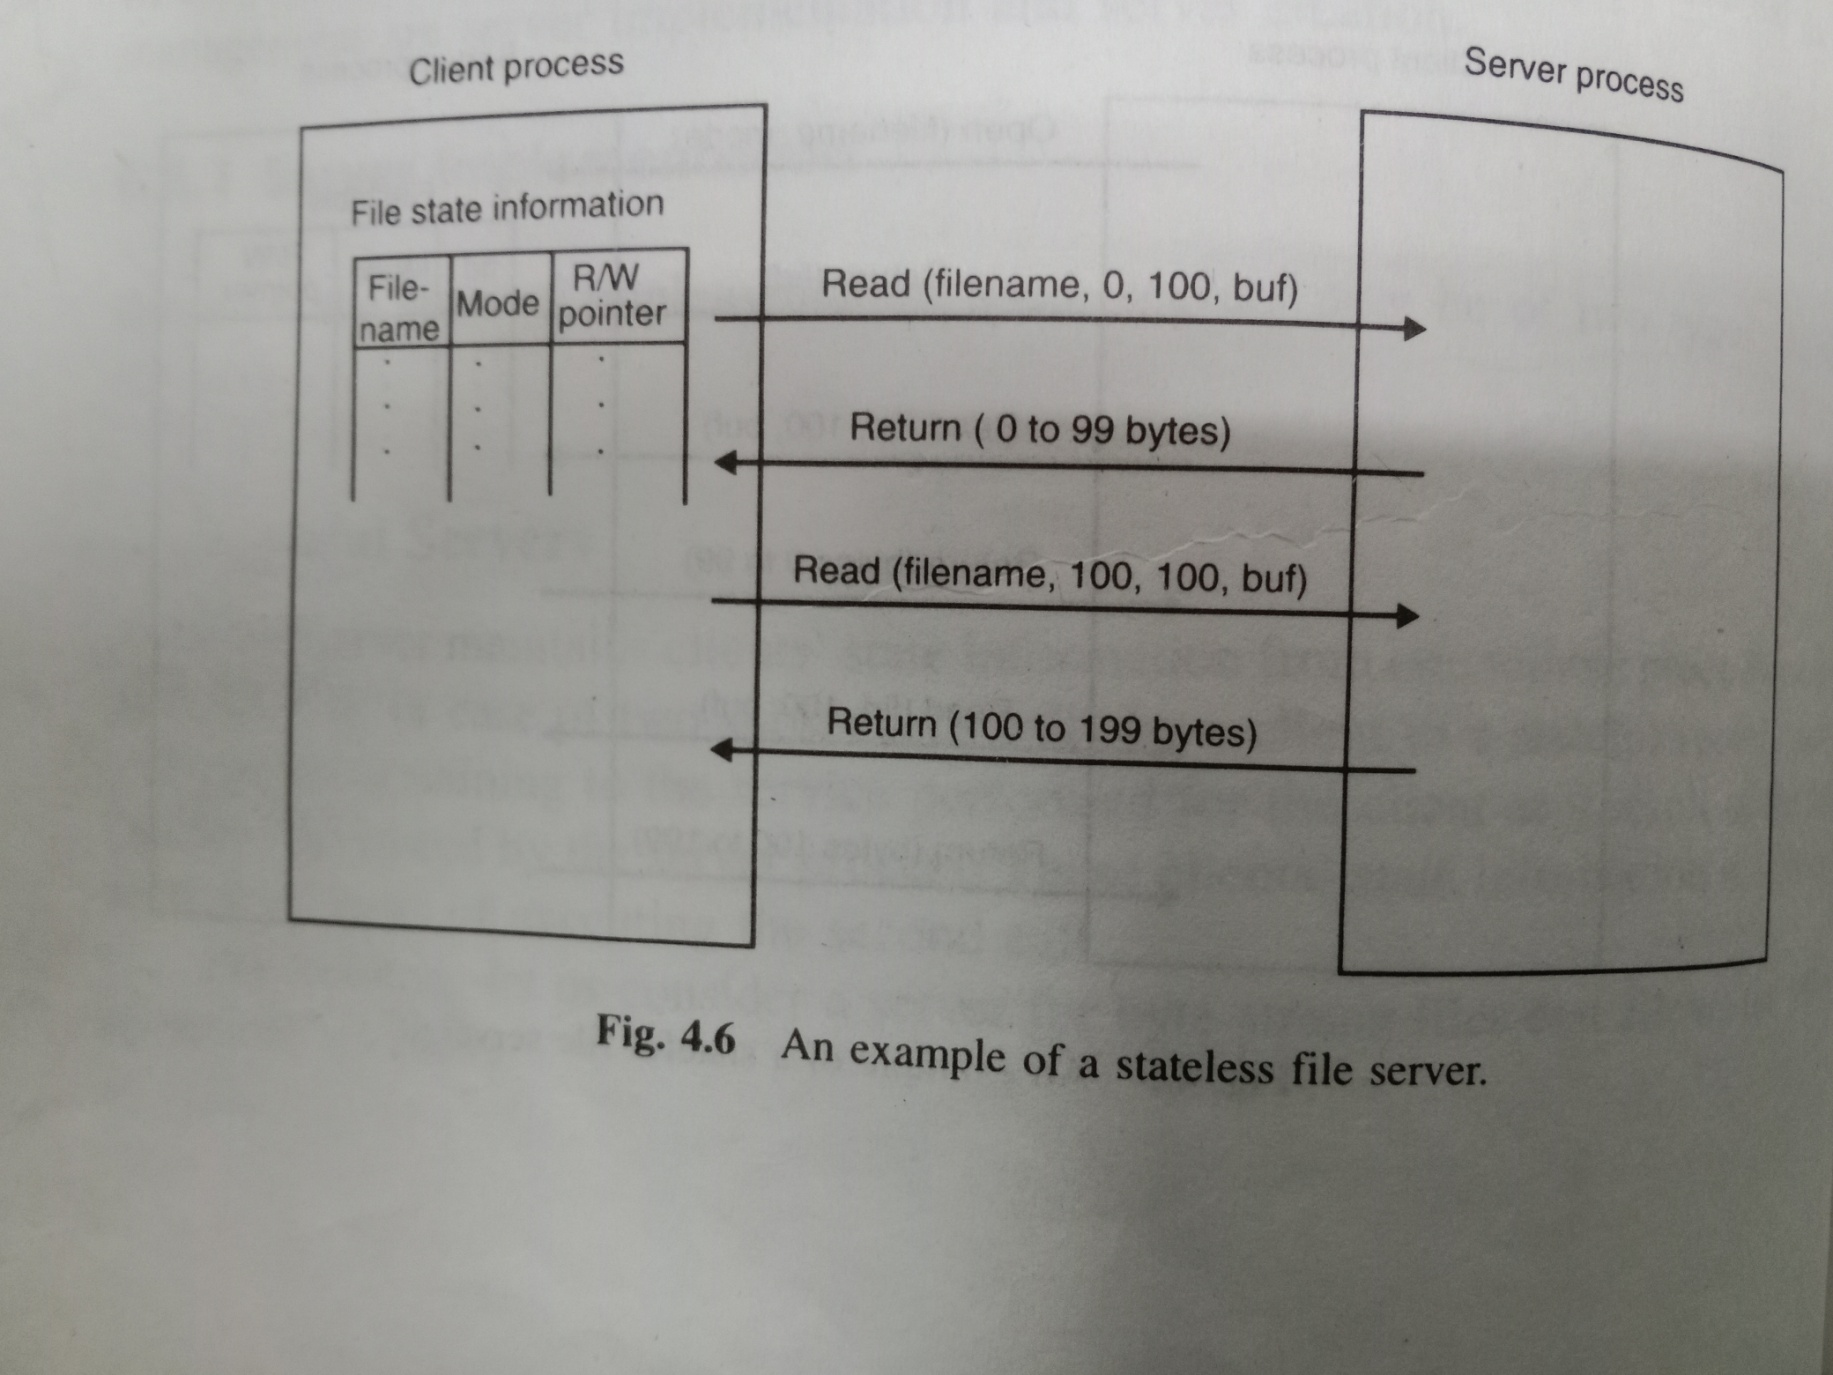 Client process
Server process
File state information
File-
name
Mode
R/W
pointer
Read (filename, 0, 100, buf)
Return ( 0 to 99 bytes)
Read (filename, 100, 100, buf)
Return (100 to 199 bytes)
Fig. 4.6 An example of a stateless file server.